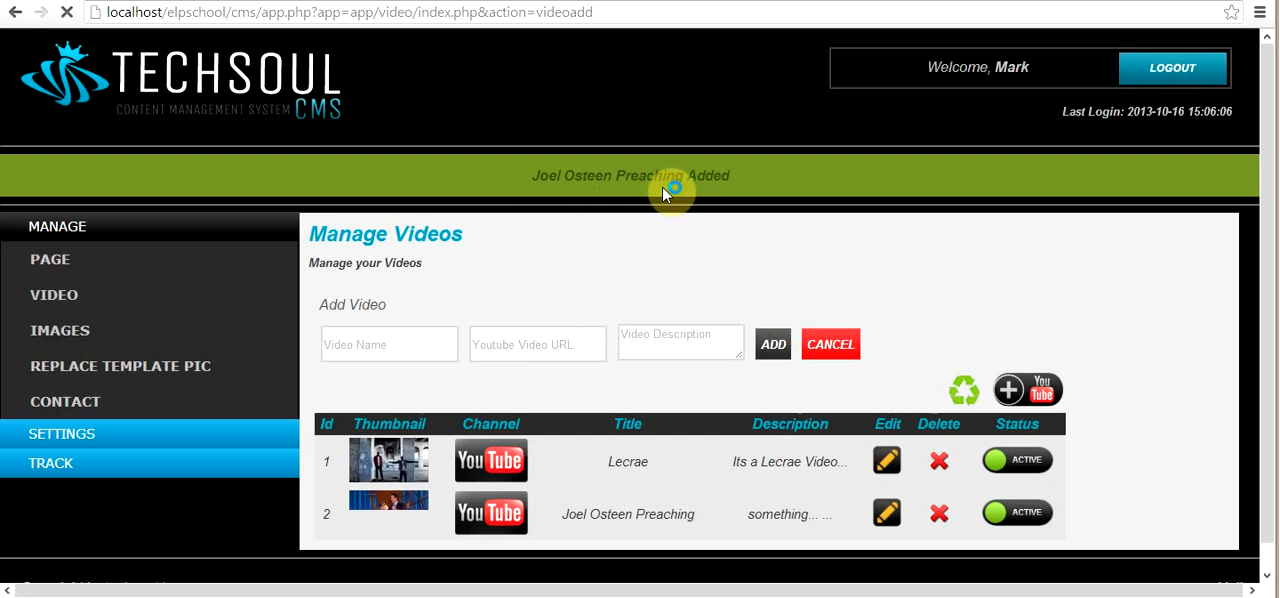 localhost/elpschool/cms/app.php?app=app/video/index.php&action=videoadd
TECHSOUL
CONTENT MANAGEMENT SYSTEM CMS
Welcome, Mark
LOGOUT
Last Login: 2013-10-16 15:06:06
Joel Osteen Preaching Added
MANAGE
PAGE
VIDEO
IMAGES
REPLACE TEMPLATE PIC
CONTACT
SETTINGS
TRACK
Manage Videos
Manage your Videos
Add Video
Video Name
Youtube Video URL
Video Description
ADD
CANCEL
You Tube
Id Thumbnail Channel Title Description Edit Delete Status
1 You Tube Lecrae Its a Lecrae Video... ACTIVE
2 You Tube Joel Osteen Preaching something... ... ACTIVE